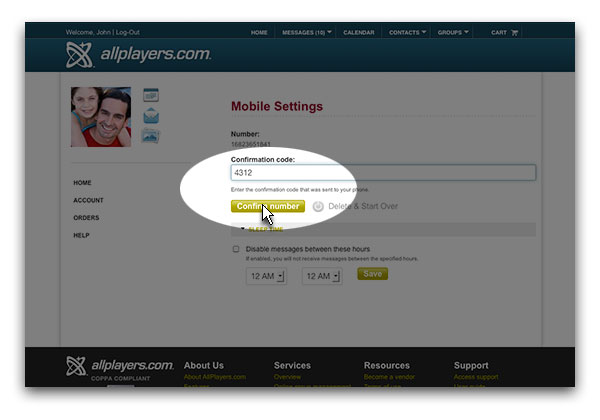 Welcome, John | Log-Out
HOME MESSAGES (10) CALENDAR CONTACTS GROUPS CART
allplayers.com
Mobile Settings
Number:
16823651841
Confirmation code:
4312
Enter the confirmation code that was sent to your phone.
Confirm number Delete & Start Over
HOME
ACCOUNT
ORDERS
HELP
SLEEP TIME
Disable messages between these hours
If enabled, you will not receive messages between the specified hours.
12 AM 12 AM Save
allplayers.com
COPPA COMPLIANT
About Us Services Resources Support
About AllPlayers.com Overview Become a vendor Access support